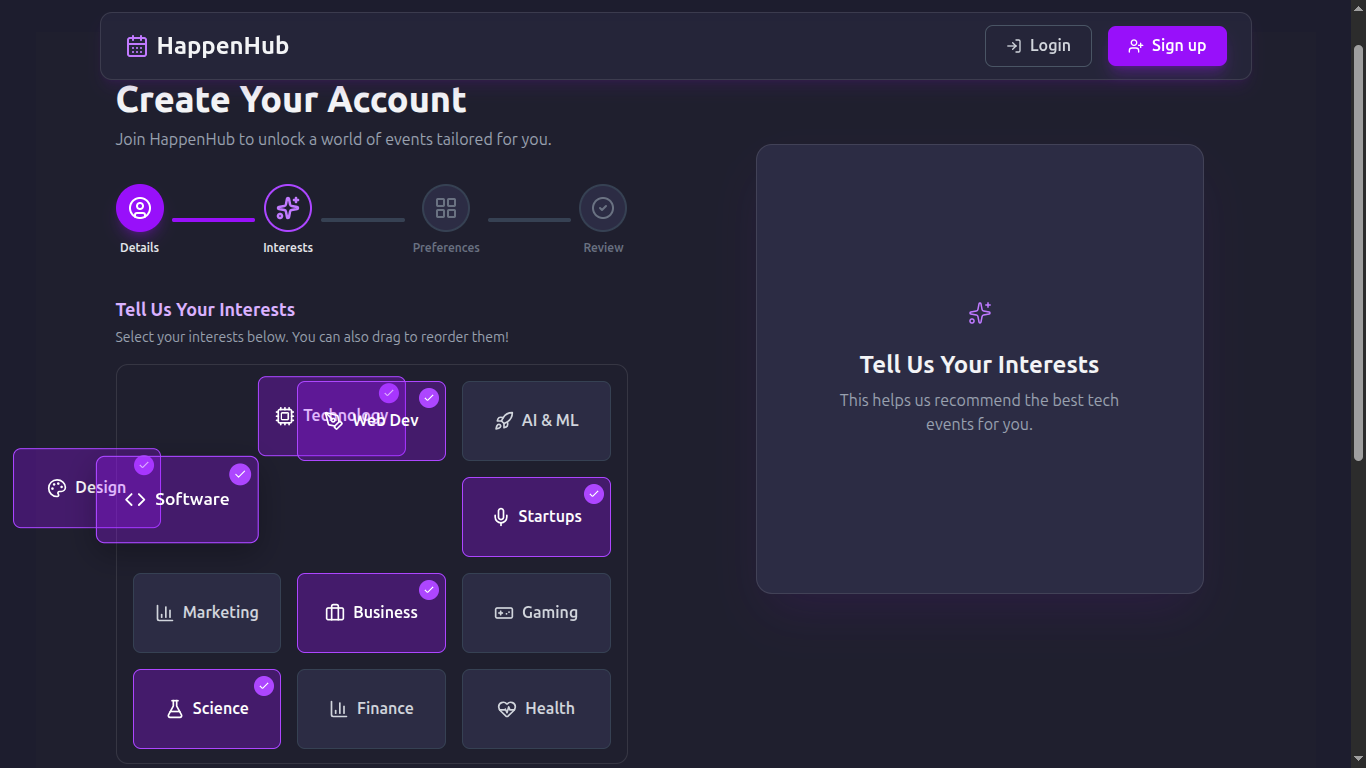 HappenHub
Login
Sign up
Create Your Account
Join HappenHub to unlock a world of events tailored for you.
Details
Interests
Preferences
Review
Tell Us Your Interests
Select your interests below. You can also drag to reorder them!
Technology
Web Dev
AI & ML
Design
Software
Startups
Marketing
Business
Gaming
Science
Finance
Health
Tell Us Your Interests
This helps us recommend the best tech
events for you.